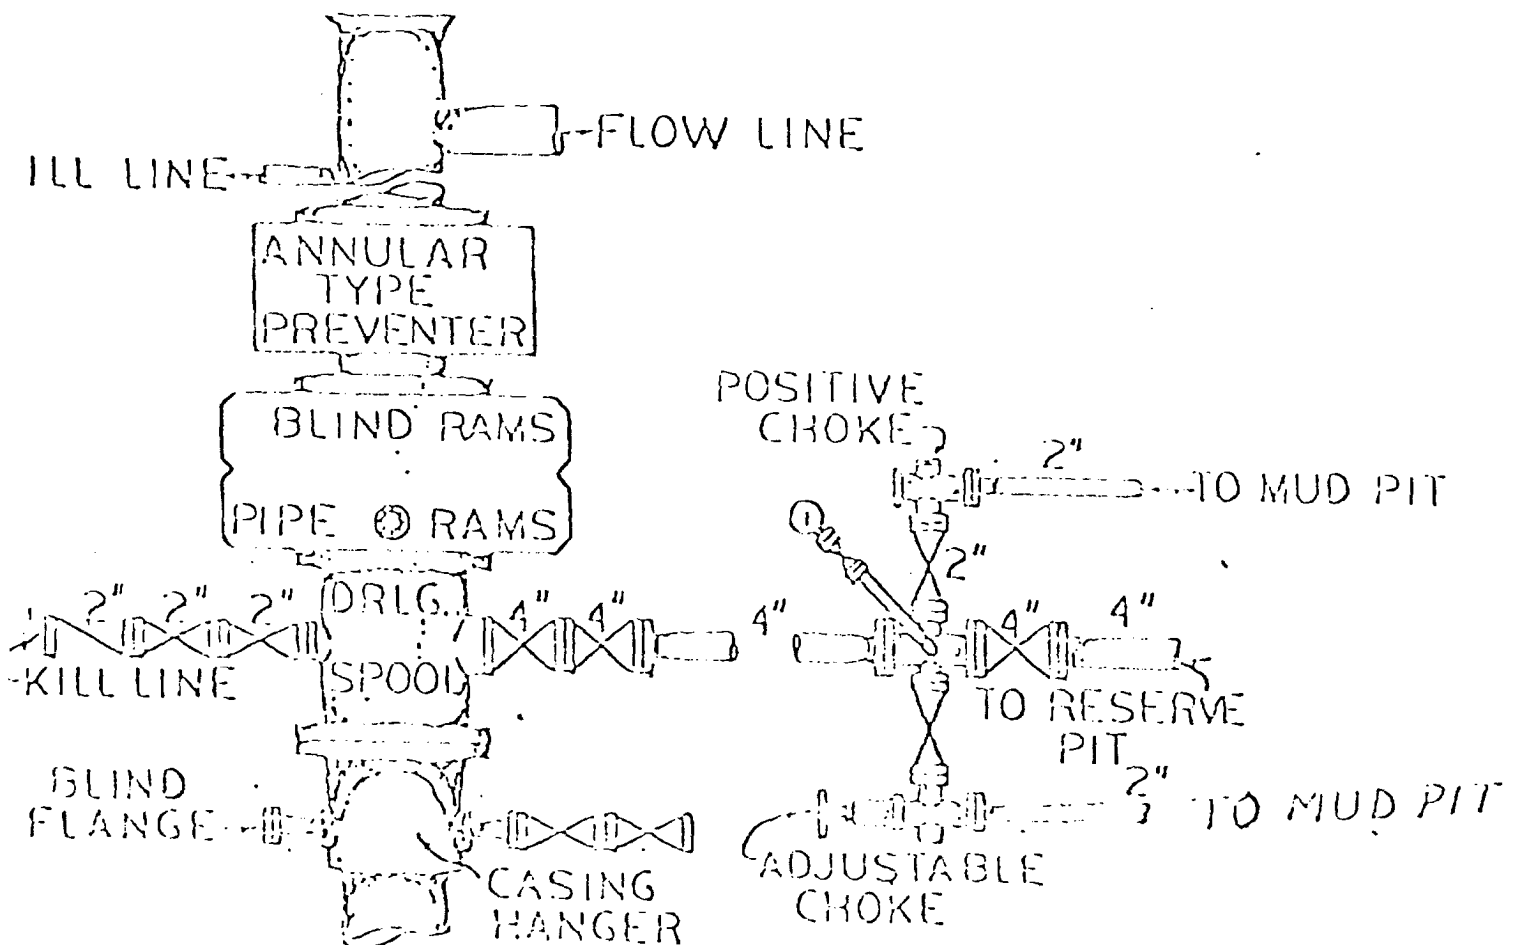 FLOW LINE
ILL LINE
ANNULAR
TYPE
PREVENTER
BLIND RAMS
PIPE RAMS
POSITIVE
CHOKE
2"
TO MUD PIT
2"
2" 2" 2"
DRLG.
SPOOL
4" 4"
4"
4" 4"
KILL LINE
TO RESERVE
PIT
BLIND
FLANGE
2"
TO MUD PIT
CASING
HANGER
ADJUSTABLE
CHOKE